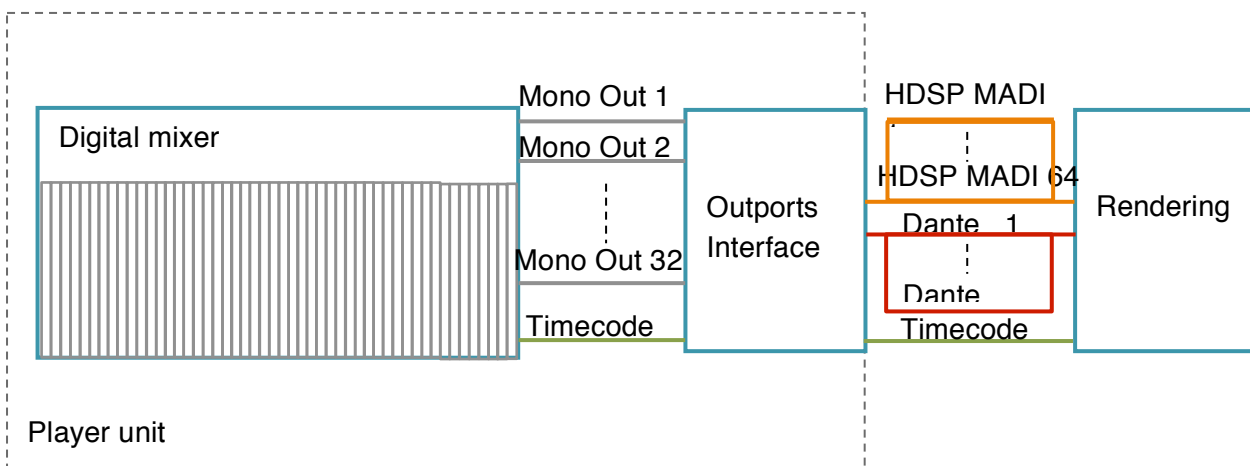 Mono Out 1
HDSP MADI
Digital mixer
Mono Out 2
HDSP MADI 64
Outports
Interface
Rendering
Dante 1
Mono Out 32
Dante
Timecode
Timecode
Player unit